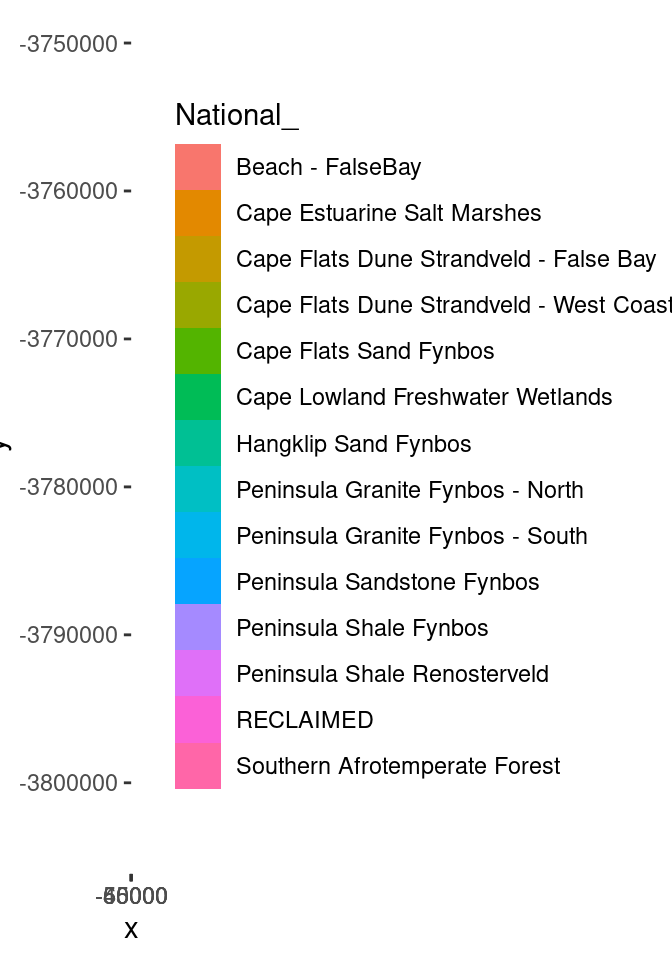 -3750000
National_
Beach - FalseBay
-3760000
Cape Estuarine Salt Marshes
Cape Flats Dune Strandveld - False Bay
Cape Flats Dune Strandveld - West Coast
-3770000
Cape Flats Sand Fynbos
Cape Lowland Freshwater Wetlands
Hangklip Sand Fynbos
y
-3780000
Peninsula Granite Fynbos - North
Peninsula Granite Fynbos - South
Peninsula Sandstone Fynbos
-3790000
Peninsula Shale Fynbos
Peninsula Shale Renosterveld
RECLAIMED
Southern Afrotemperate Forest
-3800000
x